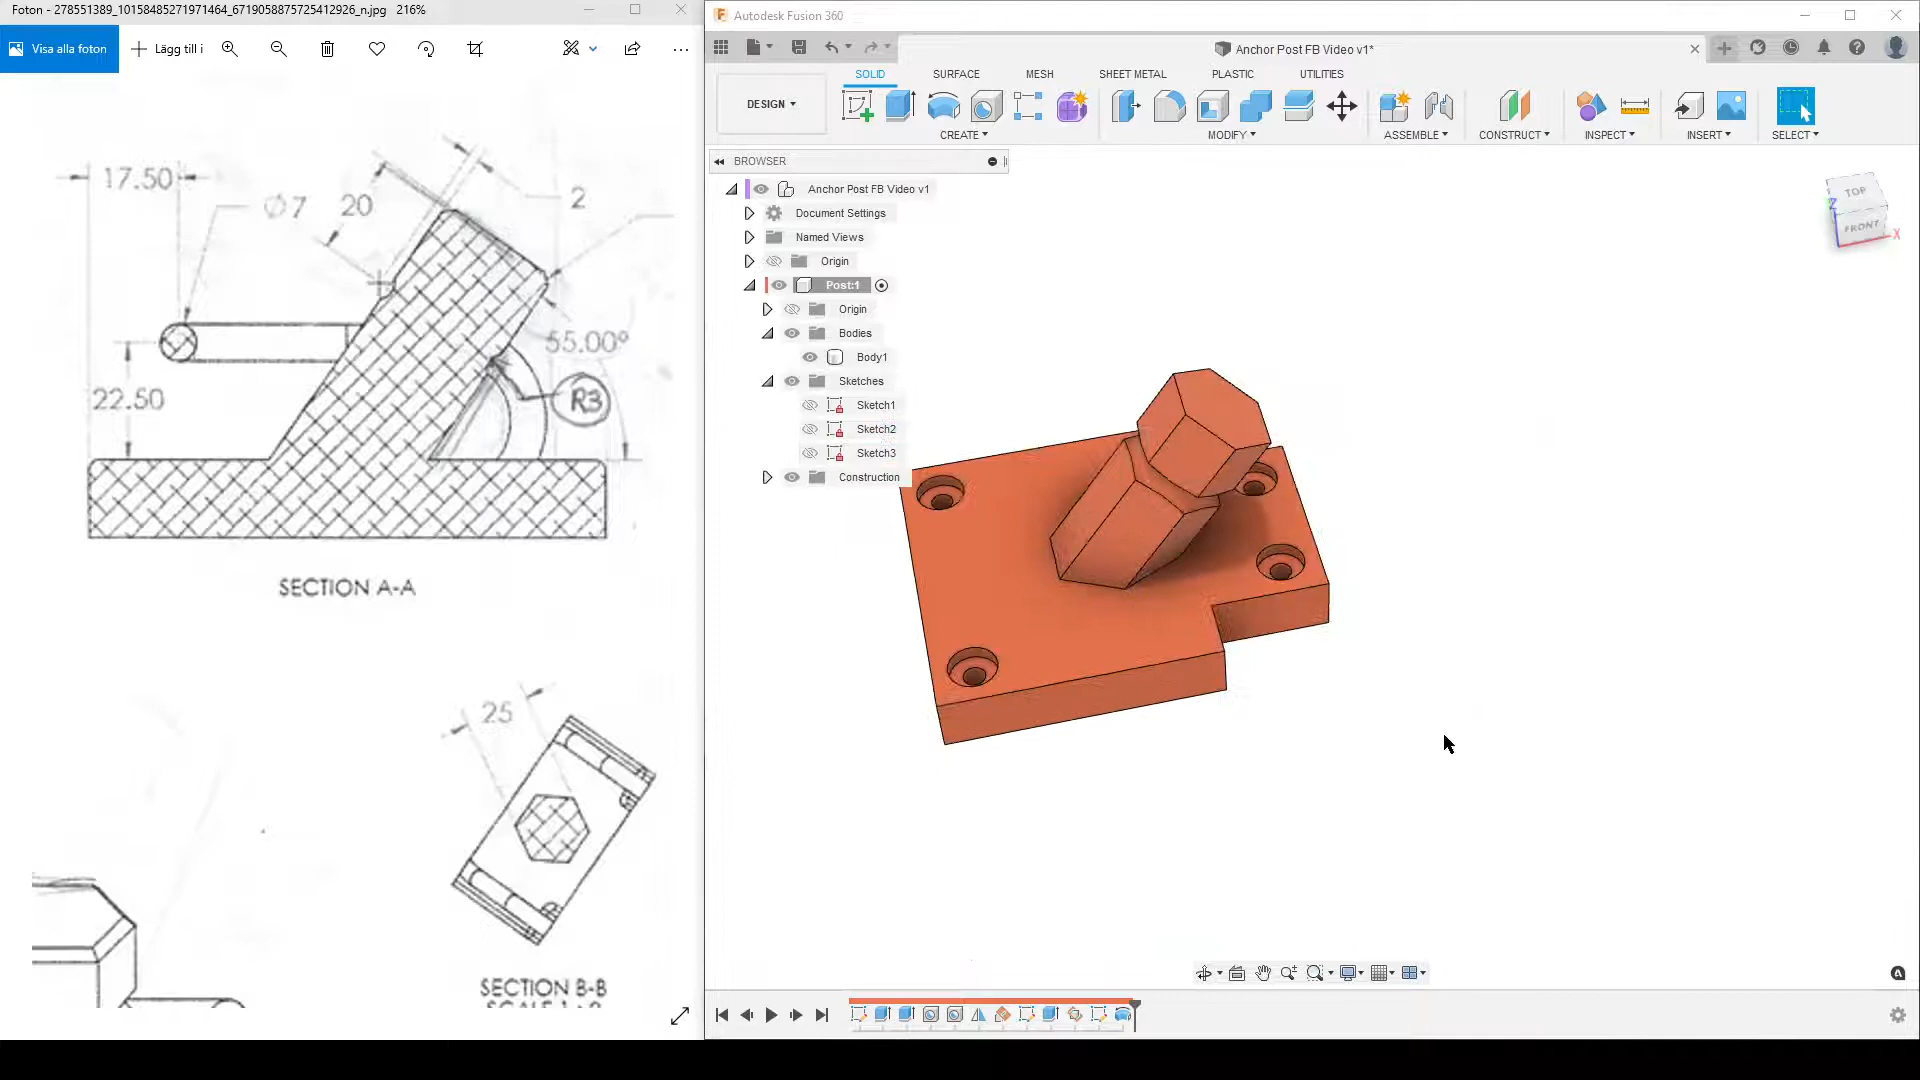 Foton - 278551389_10158485271971464_6719058875725412926_n.jpg 216%
Visa alla foton
Lägg till i
17.50
Ø7
20
2
55.00°
22.50
R3
SECTION A-A
25
SECTION B-B
Autodesk Fusion 360
Anchor Post FB Video v1*
DESIGN
SOLID
SURFACE
MESH
SHEET METAL
PLASTIC
UTILITIES
CREATE
MODIFY
ASSEMBLE
CONSTRUCT
INSPECT
INSERT
SELECT
BROWSER
Anchor Post FB Video v1
Document Settings
Named Views
Origin
Post:1
Origin
Bodies
Body1
Sketches
Sketch1
Sketch2
Sketch3
Construction
TOP
FRONT
Z
X